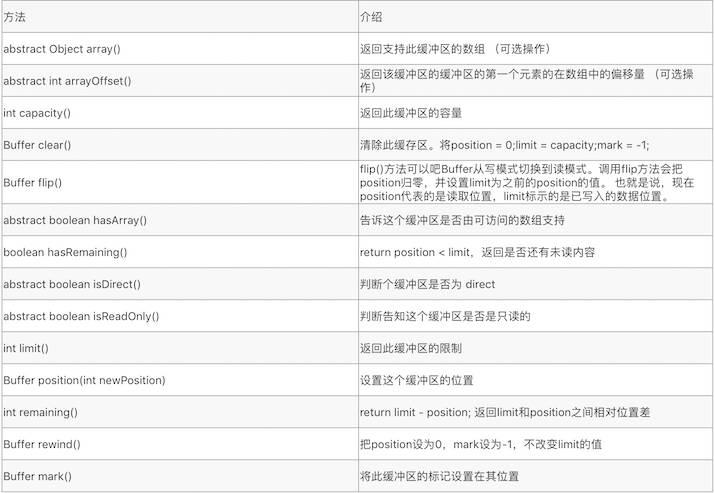 方法 介绍
abstract Object array() 返回支持此缓冲区的数组 （可选操作）
abstract int arrayOffset() 返回该缓冲区的缓冲区的第一个元素的在数组中的偏移量 （可选操
作）
int capacity() 返回此缓冲区的容量
Buffer clear() 清除此缓存区。将position = 0;limit = capacity;mark = -1;
Buffer flip() flip()方法可以吧Buffer从写模式切换到读模式。调用flip方法会把
position归零，并设置limit为之前的position的值。 也就是说，现在
position代表的是读取位置，limit标示的是已写入的数据位置。
abstract boolean hasArray() 告诉这个缓冲区是否由可访问的数组支持
boolean hasRemaining() return position < limit，返回是否还有未读内容
abstract boolean isDirect() 判断个缓冲区是否为 direct
abstract boolean isReadOnly() 判断告知这个缓冲区是否是只读的
int limit() 返回此缓冲区的限制
Buffer position(int newPosition) 设置这个缓冲区的位置
int remaining() return limit - position; 返回limit和position之间相对位置差
Buffer rewind() 把position设为0，mark设为-1，不改变limit的值
Buffer mark() 将此缓冲区的标记设置在其位置